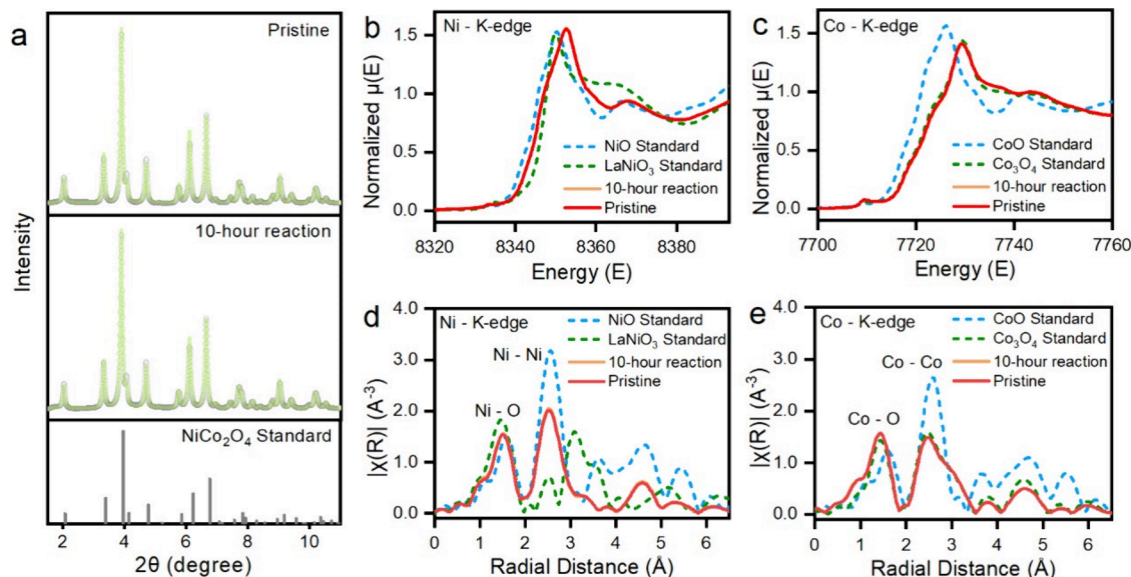 a
Pristine
10-hour reaction
NiCo₂O₄ Standard
Intensity
2 4 6 8 10
2θ (degree)
b
Ni - K-edge
1.5
1.0
0.5
0.0
Normalized μ(E)
NiO Standard
LaNiO₃ Standard
10-hour reaction
Pristine
8320 8340 8360 8380
Energy (E)
c
Co - K-edge
1.5
1.0
0.5
0.0
Normalized μ(E)
CoO Standard
Co₃O₄ Standard
10-hour reaction
Pristine
7700 7720 7740 7760
Energy (E)
d
Ni - K-edge
4.0
3.0
2.0
1.0
0.0
|χ(R)| (A⁻³)
NiO Standard
LaNiO₃ Standard
10-hour reaction
Pristine
Ni - Ni
Ni - O
0 1 2 3 4 5 6
Radial Distance (Å)
e
Co - K-edge
4.0
3.0
2.0
1.0
0.0
|χ(R)| (A⁻³)
CoO Standard
Co₃O₄ Standard
10-hour reaction
Pristine
Co - Co
Co - O
0 1 2 3 4 5 6
Radial Distance (Å)